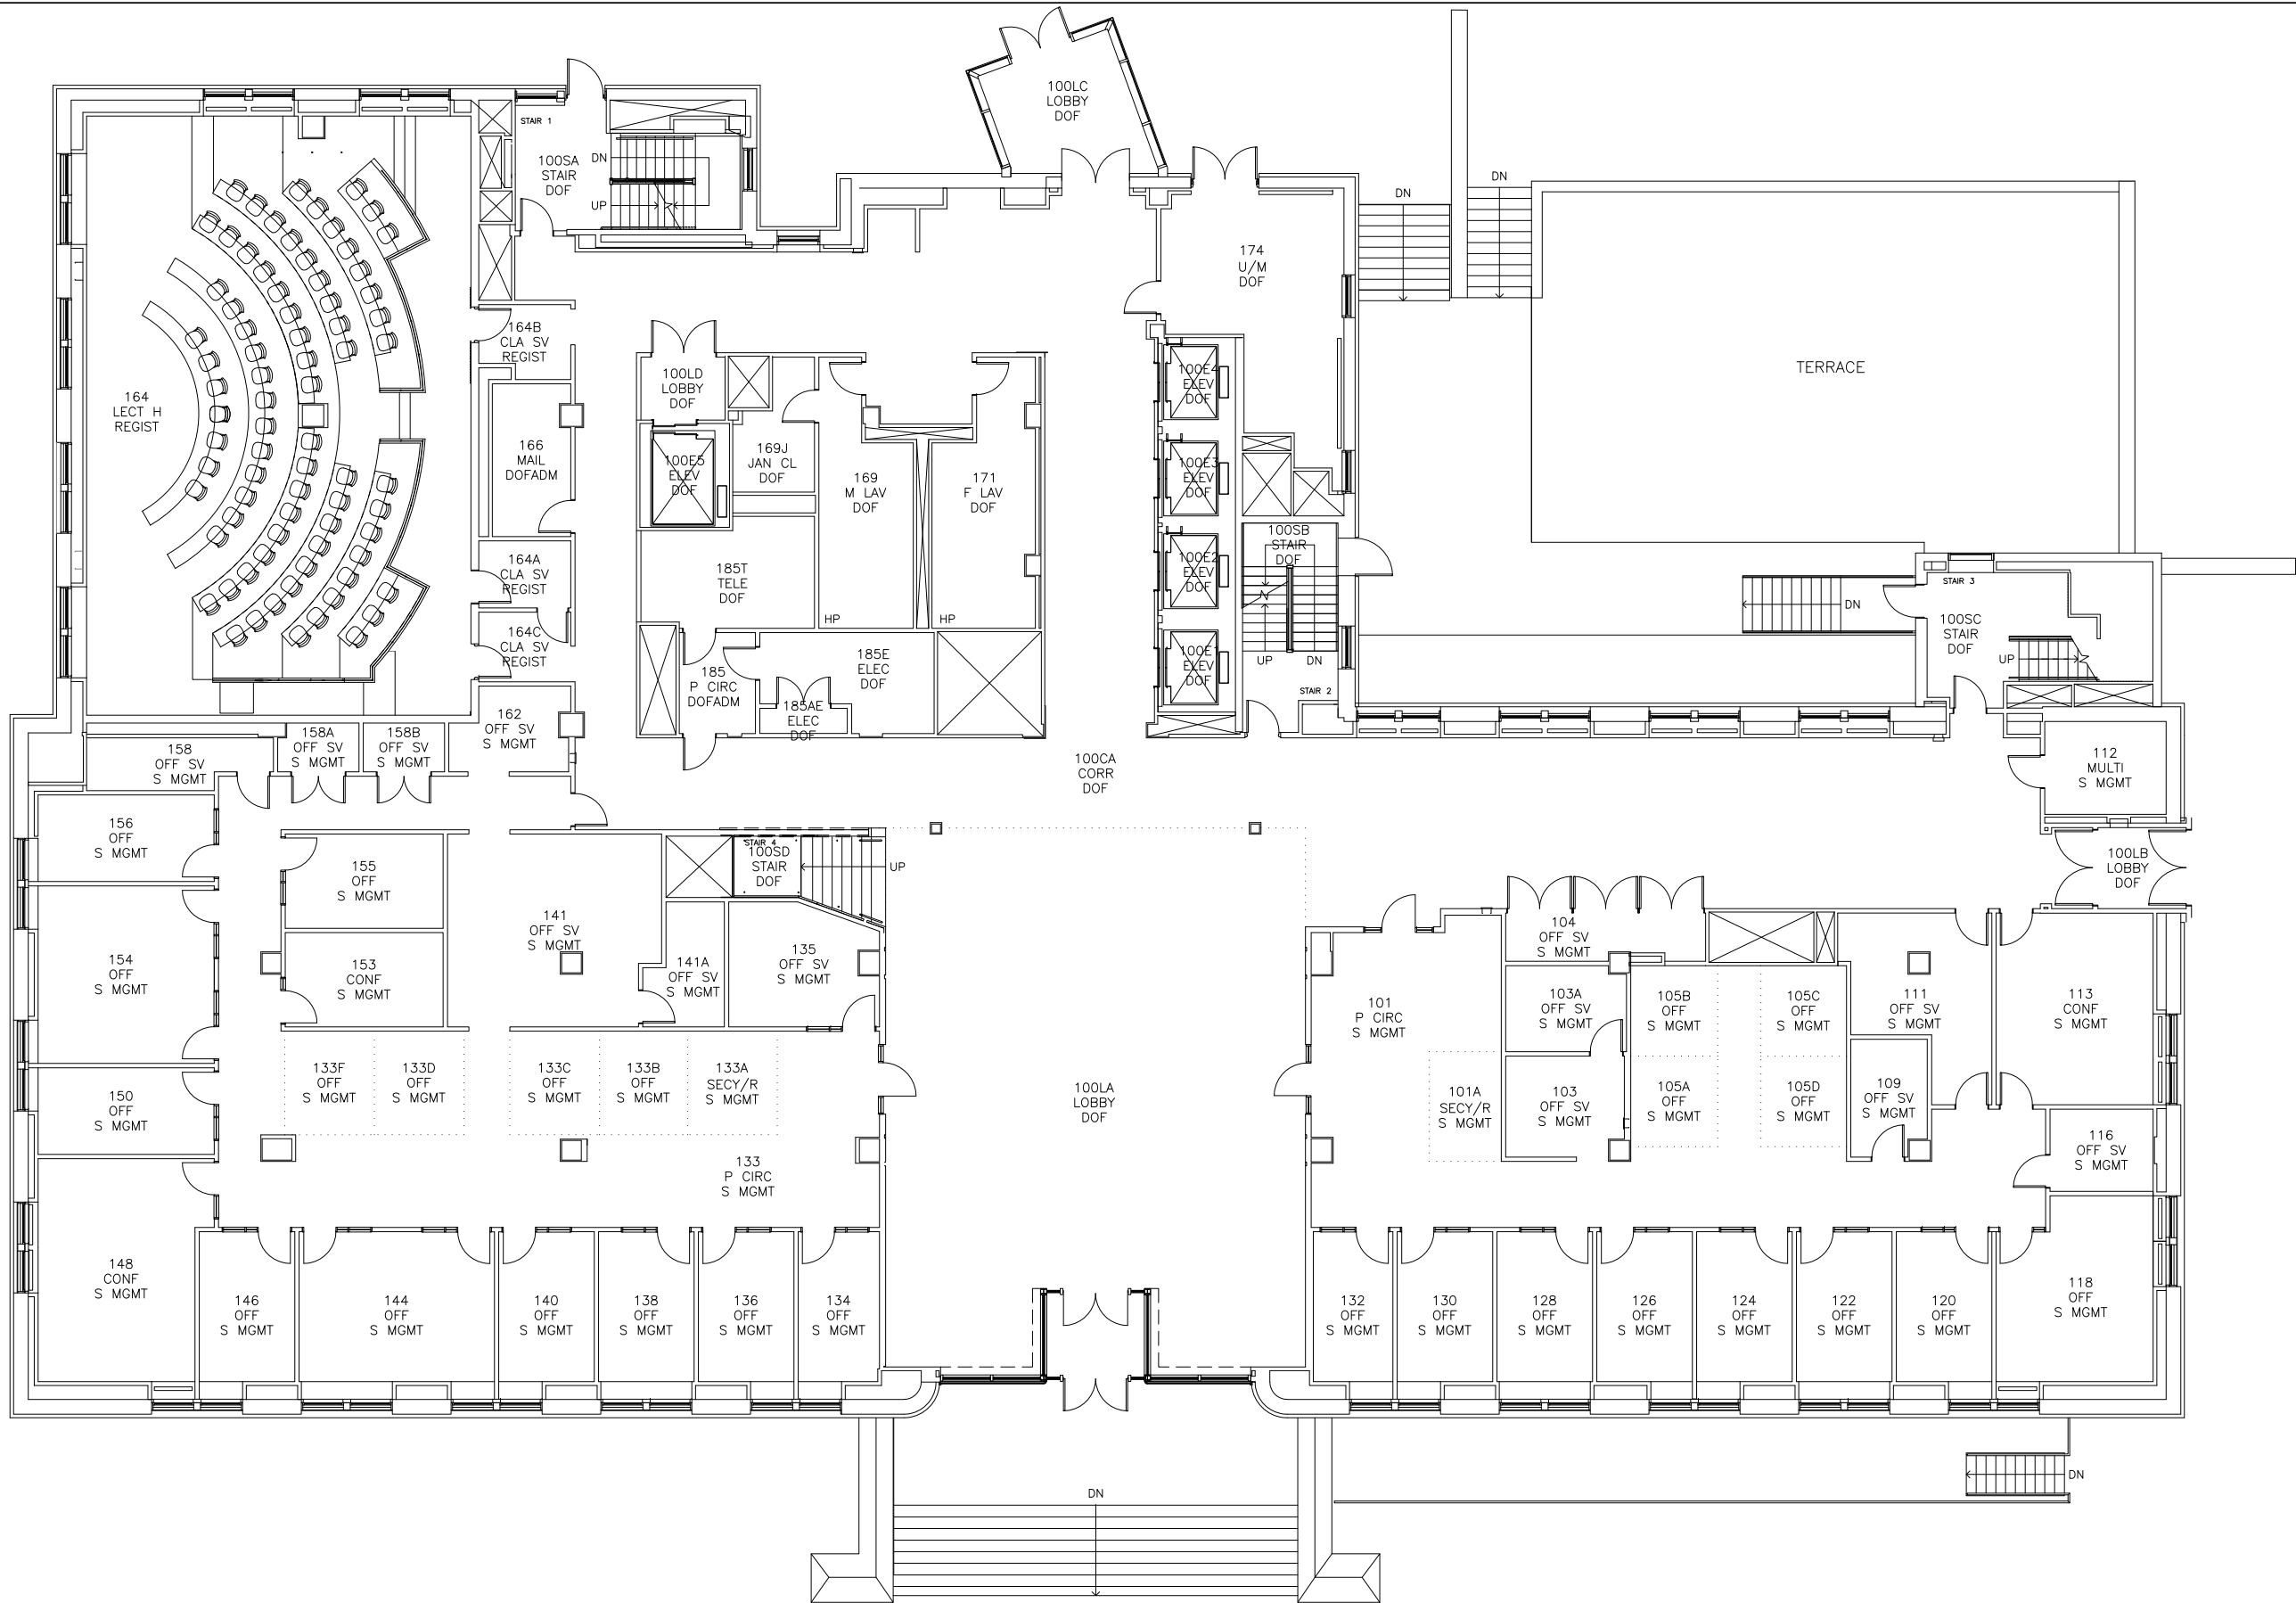 100LC
LOBBY
DOF
STAIR 1
100SA
STAIR
DOF
DN
UP
DN
DN
174
U/M
DOF
164B
CLA SV
REGIST
100LD
LOBBY
DOF
100E4
ELEV
DOF
TERRACE
164
LECT H
REGIST
166
MAIL
DOFADM
100E5
ELEV
DOF
169J
JAN CL
DOF
169
M LAV
DOF
171
F LAV
DOF
100E3
ELEV
DOF
100SB
STAIR
DOF
100E2
ELEV
DOF
164A
CLA SV
REGIST
185T
TELE
DOF
HP
HP
STAIR 3
DN
100SC
STAIR
DOF
UP
164C
CLA SV
REGIST
185
P CIRC
DOFADM
185E
ELEC
DOF
100E1
ELEV
DOF
UP
DN
STAIR 2
185AE
ELEC
DOF
162
OFF SV
S MGMT
158A
OFF SV
S MGMT
158B
OFF SV
S MGMT
158
OFF SV
S MGMT
100CA
CORR
DOF
112
MULTI
S MGMT
156
OFF
S MGMT
155
OFF
S MGMT
STAIR 4
100SD
STAIR
DOF
UP
100LB
LOBBY
DOF
154
OFF
S MGMT
153
CONF
S MGMT
141
OFF SV
S MGMT
141A
OFF SV
S MGMT
135
OFF SV
S MGMT
104
OFF SV
S MGMT
101
P CIRC
S MGMT
103A
OFF SV
S MGMT
105B
OFF
S MGMT
105C
OFF
S MGMT
111
OFF SV
S MGMT
113
CONF
S MGMT
150
OFF
S MGMT
133F
OFF
S MGMT
133D
OFF
S MGMT
133C
OFF
S MGMT
133B
OFF
S MGMT
133A
SECY/R
S MGMT
100LA
LOBBY
DOF
101A
SECY/R
S MGMT
103
OFF SV
S MGMT
105A
OFF
S MGMT
105D
OFF
S MGMT
109
OFF SV
S MGMT
116
OFF SV
S MGMT
133
P CIRC
S MGMT
148
CONF
S MGMT
146
OFF
S MGMT
144
OFF
S MGMT
140
OFF
S MGMT
138
OFF
S MGMT
136
OFF
S MGMT
134
OFF
S MGMT
132
OFF
S MGMT
130
OFF
S MGMT
128
OFF
S MGMT
126
OFF
S MGMT
124
OFF
S MGMT
122
OFF
S MGMT
120
OFF
S MGMT
118
OFF
S MGMT
DN
DN